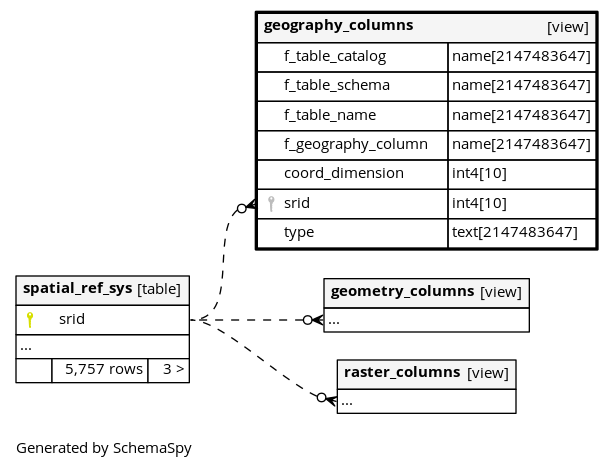 geography_columns [view]
f_table_catalog name[2147483647]
f_table_schema name[2147483647]
f_table_name name[2147483647]
f_geography_column name[2147483647]
coord_dimension int4[10]
srid int4[10]
type text[2147483647]
spatial_ref_sys [table]
srid
...
5,757 rows 3 >
geometry_columns [view]
...
raster_columns [view]
...
Generated by SchemaSpy